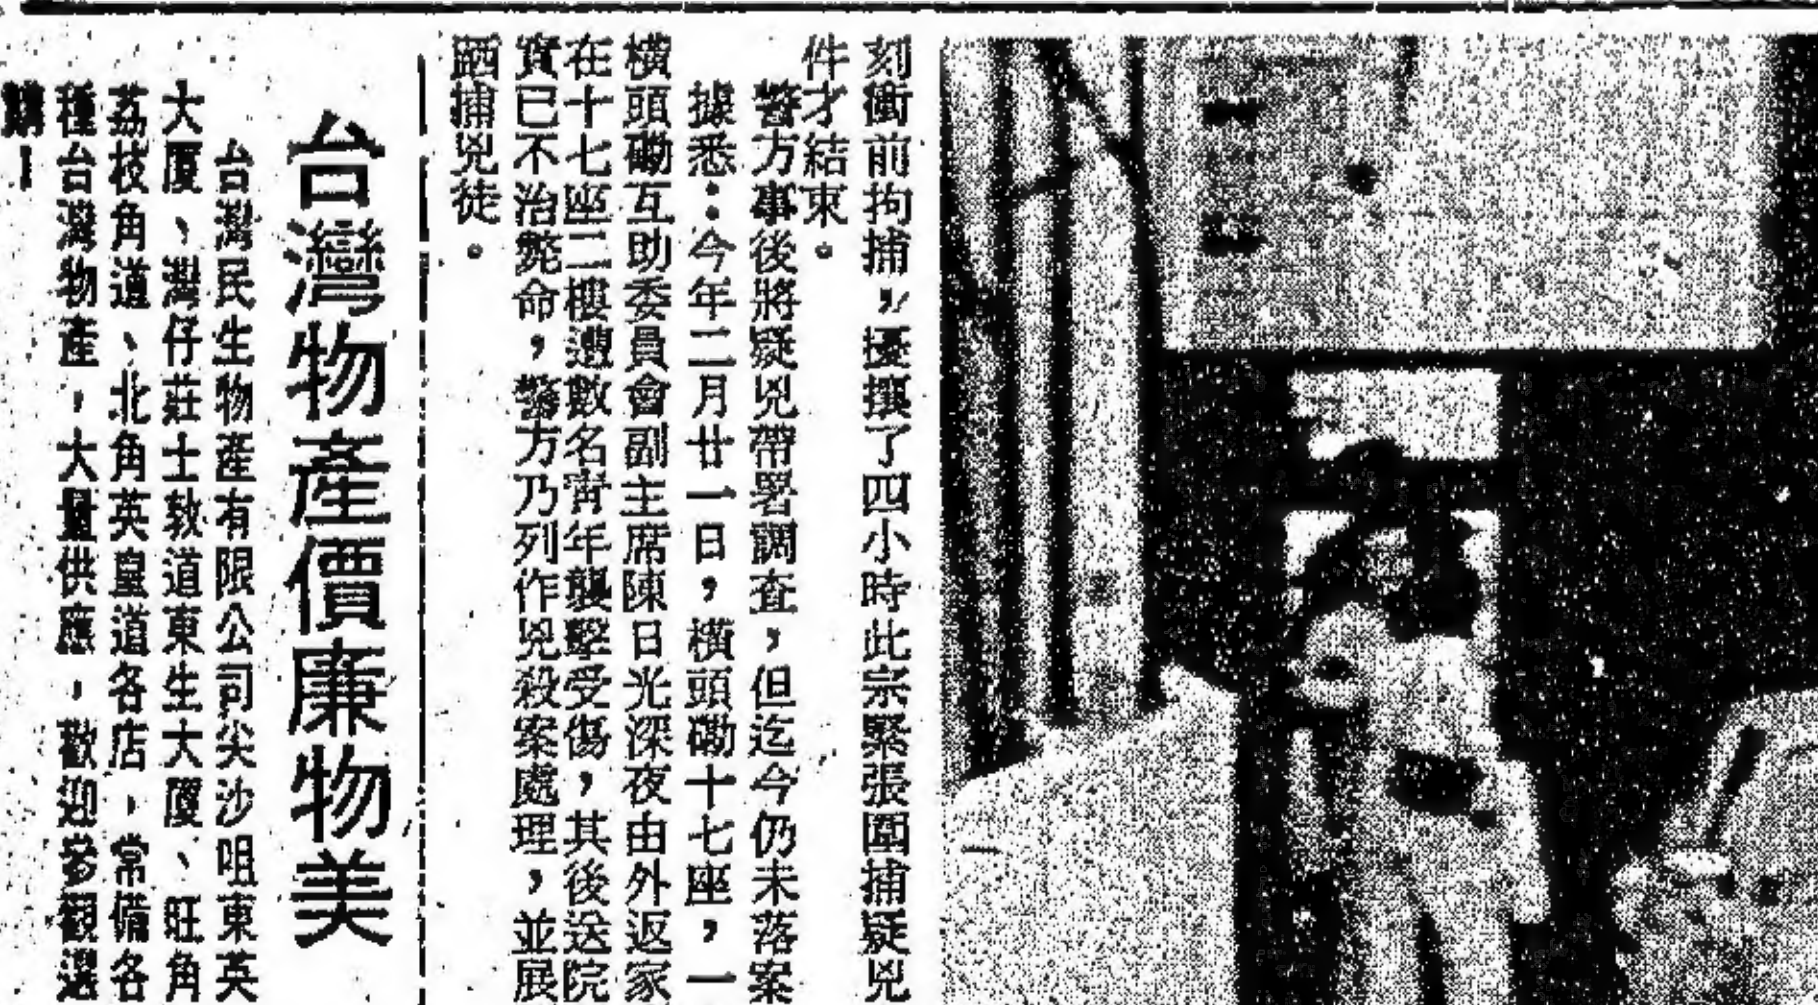 刻衝前拘捕，擾攘了四小時此宗緊張圍捕疑兇
件才結束。
警方事後將疑兇帶署調查，但迄今仍未落案
據悉：今年二月廿一日，橫頭磡十七座，一
橫頭磡互助委員會副主席陳日光深夜由外返家
在十七座二樓遭數名青年襲擊受傷，其後送院
實已不治斃命，警方乃列作兇殺案處理，並展
捕兇徒。
台灣物產價廉物美
台灣民生物產有限公司尖沙咀東英
大厦、灣仔莊士敦道東生大厦、旺角
荔枝角道、北角英皇道各店，常備各
種台灣物產，大量供應，歡迎參觀選
購！